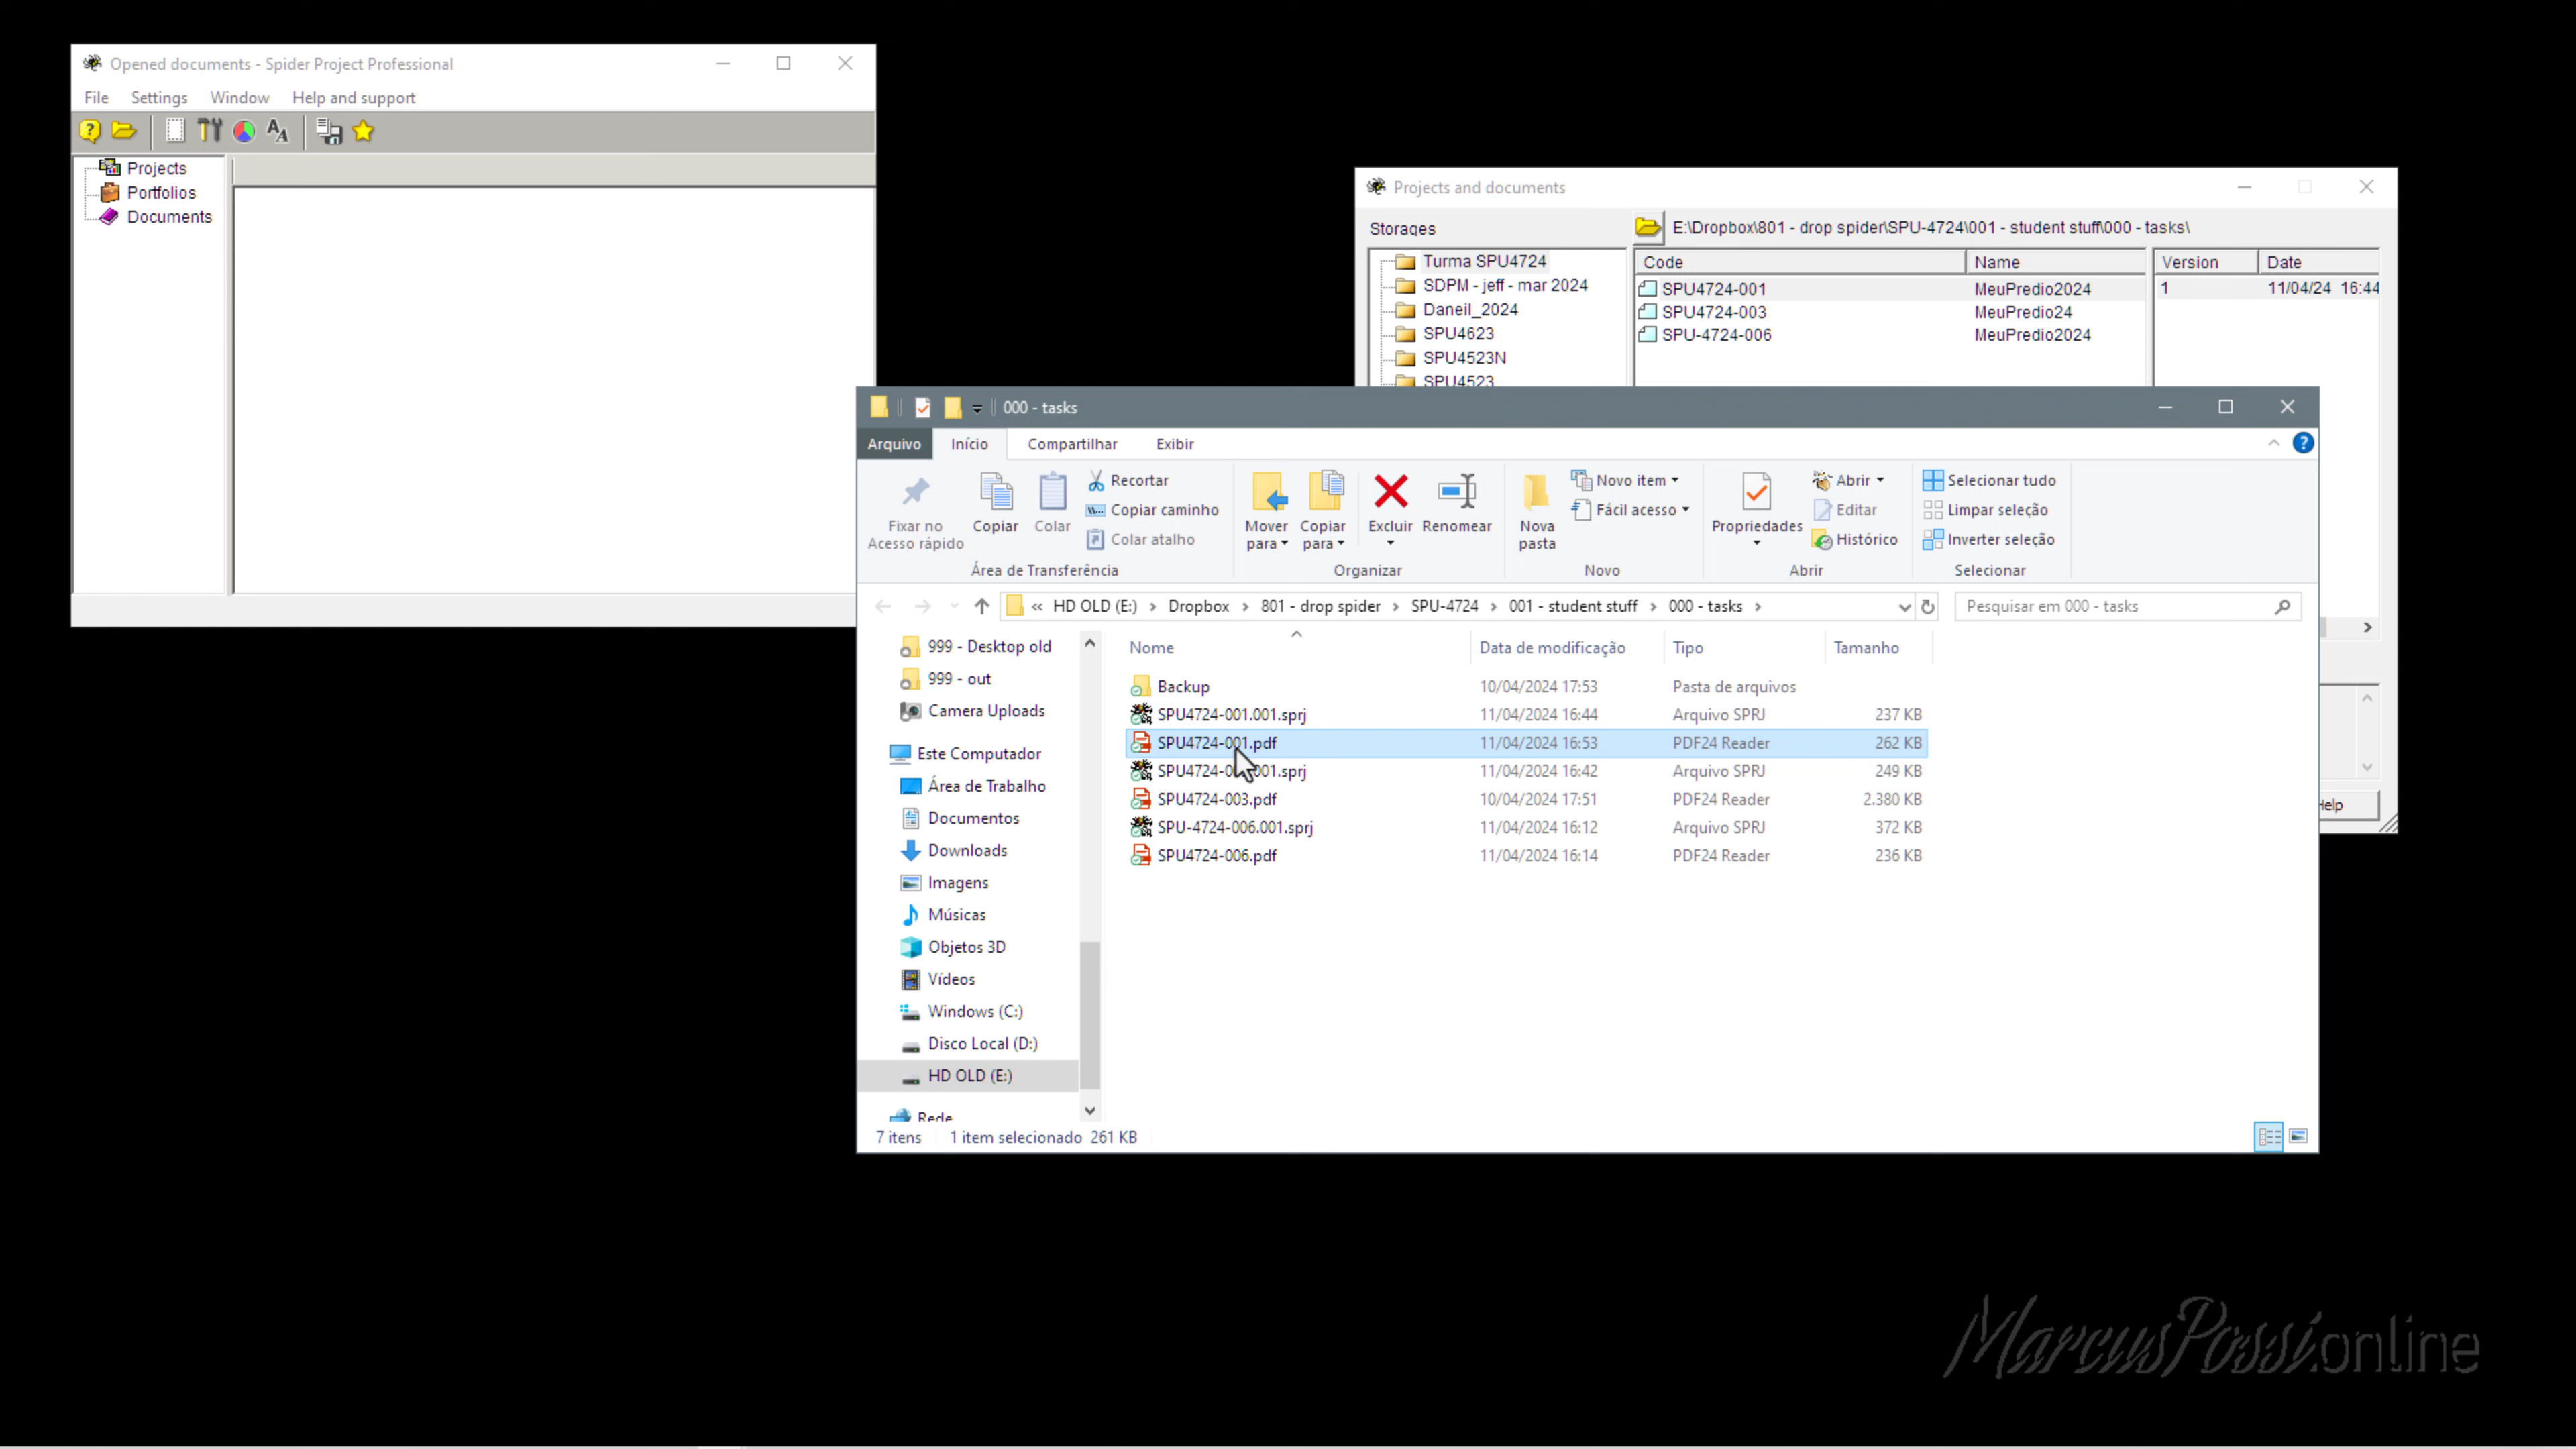 Opened documents - Spider Project Professional
File Settings Window Help and support
Projects
Portfolios
Documents
Projects and documents
Storages
E:\Dropbox\801 - drop spider\SPU-4724\001 - student stuff\000 - tasks\
Turma SPU4724
SDPM - jeff - mar 2024
Daneil_2024
SPU4623
SPU4523N
SPU4523
Code Name Version Date
SPU4724-001 MeuPredio2024 1 11/04/24 16:44
SPU4724-003 MeuPredio24
SPU-4724-006 MeuPredio2024
000 - tasks
Arquivo Início Compartilhar Exibir
Fixar no Acesso rápido
Copiar
Colar
Recortar
Copiar caminho
Colar atalho
Área de Transferência
Mover para
Copiar para
Excluir
Renomear
Organizar
Nova pasta
Novo item
Fácil acesso
Novo
Propriedades
Abrir
Editar
Histórico
Abrir
Selecionar tudo
Limpar seleção
Inverter seleção
Selecionar
« HD OLD (E:) > Dropbox > 801 - drop spider > SPU-4724 > 001 - student stuff > 000 - tasks >
Pesquisar em 000 - tasks
999 - Desktop old
999 - out
Camera Uploads
Este Computador
Área de Trabalho
Documentos
Downloads
Imagens
Músicas
Objetos 3D
Vídeos
Windows (C:)
Disco Local (D:)
HD OLD (E:)
Rede
Nome Data de modificação Tipo Tamanho
Backup 10/04/2024 17:53 Pasta de arquivos
SPU4724-001.001.sprj 11/04/2024 16:44 Arquivo SPRJ 237 KB
SPU4724-001.pdf 11/04/2024 16:53 PDF24 Reader 262 KB
11/04/2024 16:42 Arquivo SPRJ 249 KB
SPU4724-003.pdf 10/04/2024 17:51 PDF24 Reader 2.380 KB
SPU-4724-006.001.sprj 11/04/2024 16:12 Arquivo SPRJ 372 KB
SPU4724-006.pdf 11/04/2024 16:14 PDF24 Reader 236 KB
Help
7 itens 1 item selecionado 261 KB
MarcusPossi.online